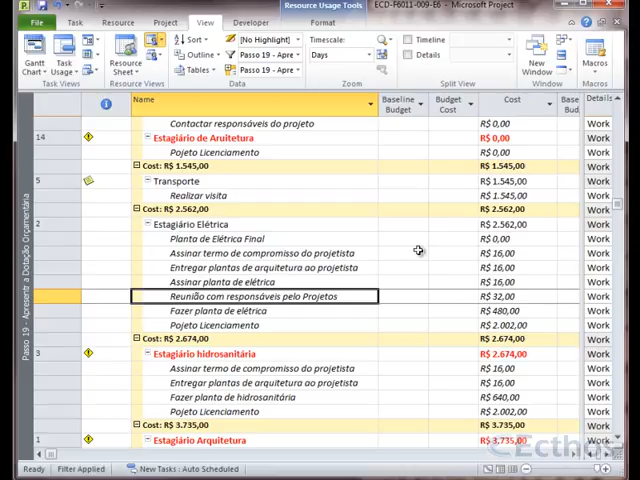 Resource Usage Tools
ECD-F6011-009-E6 - Microsoft Project
File Task Resource Project View Developer Format
Gantt Chart
Task Usage
Resource Sheet
Sort
Outline
Tables
[No Highlight]
Passo 19 - Apre
Passo 19 - Apre
Timescale:
Days
Timeline
Details
New Window
Macros
Task Views Resource Views Data Zoom Split View Window Macros
Name Baseline Budget Budget Cost Cost Base Bud Details
Contactar responsáveis do projeto R$ 0,00 Work
14 Estagiário de Aruitetura R$ 0,00 Work
Pojeto Licenciamento R$ 0,00 Work
Cost: R$ 1.545,00 R$ 1.545,00 Work
5 Transporte R$ 1.545,00 Work
Realizar visita R$ 1.545,00 Work
Cost: R$ 2.562,00 R$ 2.562,00 Work
2 Estagiário Elétrica R$ 2.562,00 Work
Planta de Elétrica Final R$ 0,00 Work
Assinar termo de compromisso do projetista R$ 16,00 Work
Entregar plantas de arquitetura ao projetista R$ 16,00 Work
Assinar planta de elétrica R$ 16,00 Work
Reunião com responsáveis pelo Projetos R$ 32,00 Work
Fazer planta de elétrica R$ 480,00 Work
Pojeto Licenciamento R$ 2.002,00 Work
Cost: R$ 2.674,00 R$ 2.674,00 Work
3 Estagiário hidrosanitária R$ 2.674,00 Work
Assinar termo de compromisso do projetista R$ 16,00 Work
Entregar plantas de arquitetura ao projetista R$ 16,00 Work
Fazer planta de hidrosanitária R$ 640,00 Work
Pojeto Licenciamento R$ 2.002,00 Work
Cost: R$ 3.735,00 R$ 3.735,00 Work
1 Estagiário Arquitetura R$ 3.735,00 Work
Passo 19 - Apresentar a Dotação Orçamentária
Ecthos
Ready Filter Applied New Tasks : Auto Scheduled